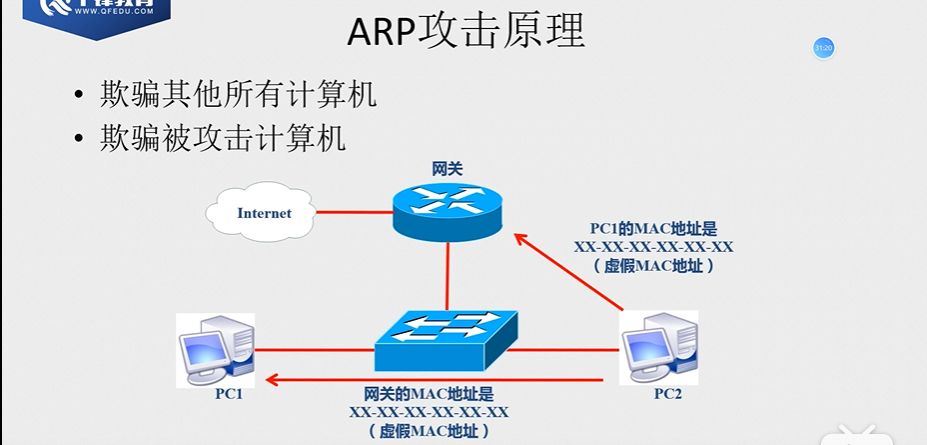 WWW.QFEDU.COM
ARP攻击原理
31:20
• 欺骗其他所有计算机
• 欺骗被攻击计算机
网关
Internet
PC1的MAC地址是
XX-XX-XX-XX-XX-XX
（虚假MAC地址）
PC1
PC2
网关的MAC地址是
XX-XX-XX-XX-XX-XX
（虚假MAC地址）